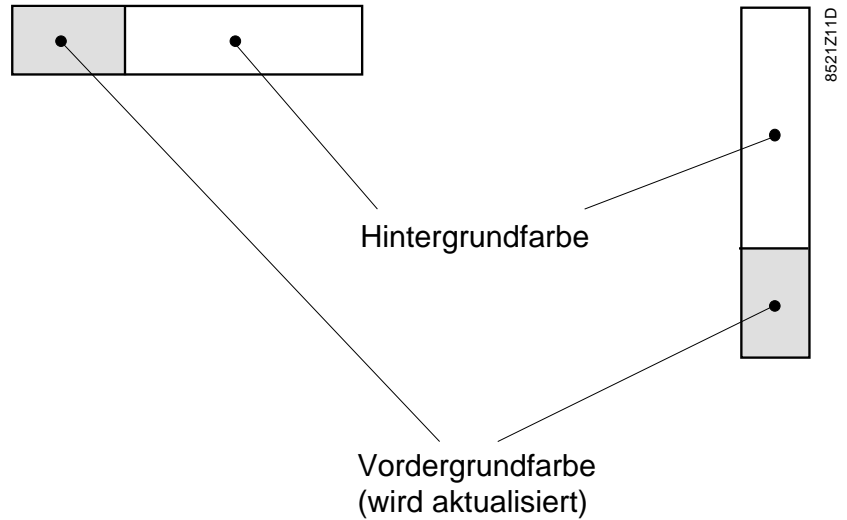 8521Z11D
Hintergrundfarbe
Vordergrundfarbe
(wird aktualisiert)